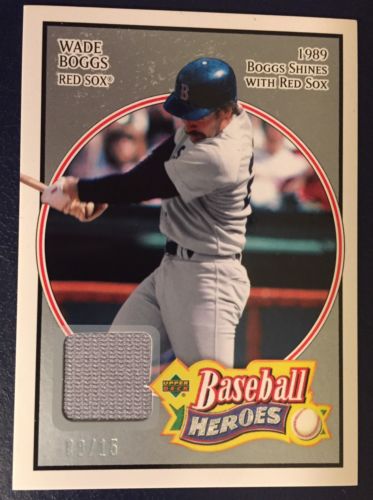 WADE
BOGGS
RED SOX®
1989
BOGGS SHINES
WITH RED SOX
B
UPPER
DECK
Baseball
HEROES
/15